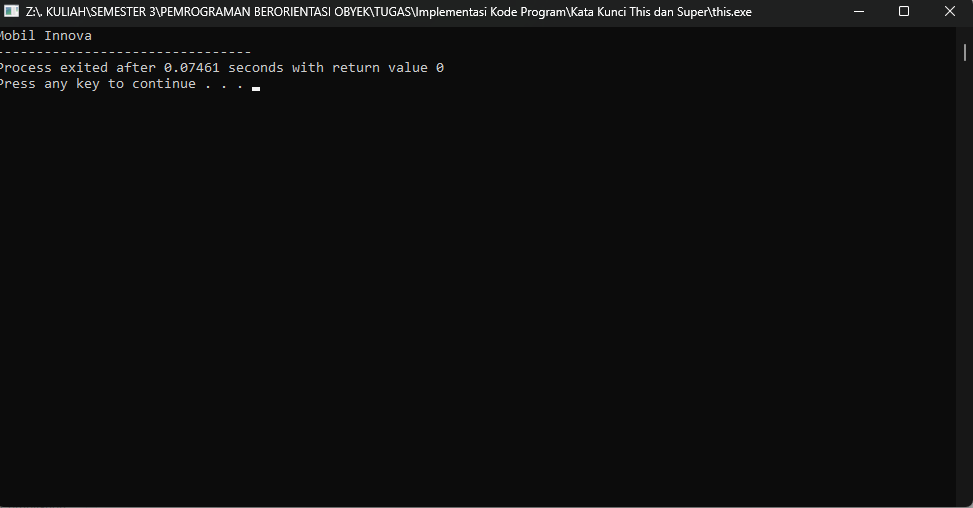 Z:\. KULIAH\SEMESTER 3\PEMROGRAMAN BERORIENTASI OBYEK\TUGAS\Implementasi Kode Program\Kata Kunci This dan Super\this.exe
Mobil Innova
--------------------------------
Process exited after 0.07461 seconds with return value 0
Press any key to continue . . .